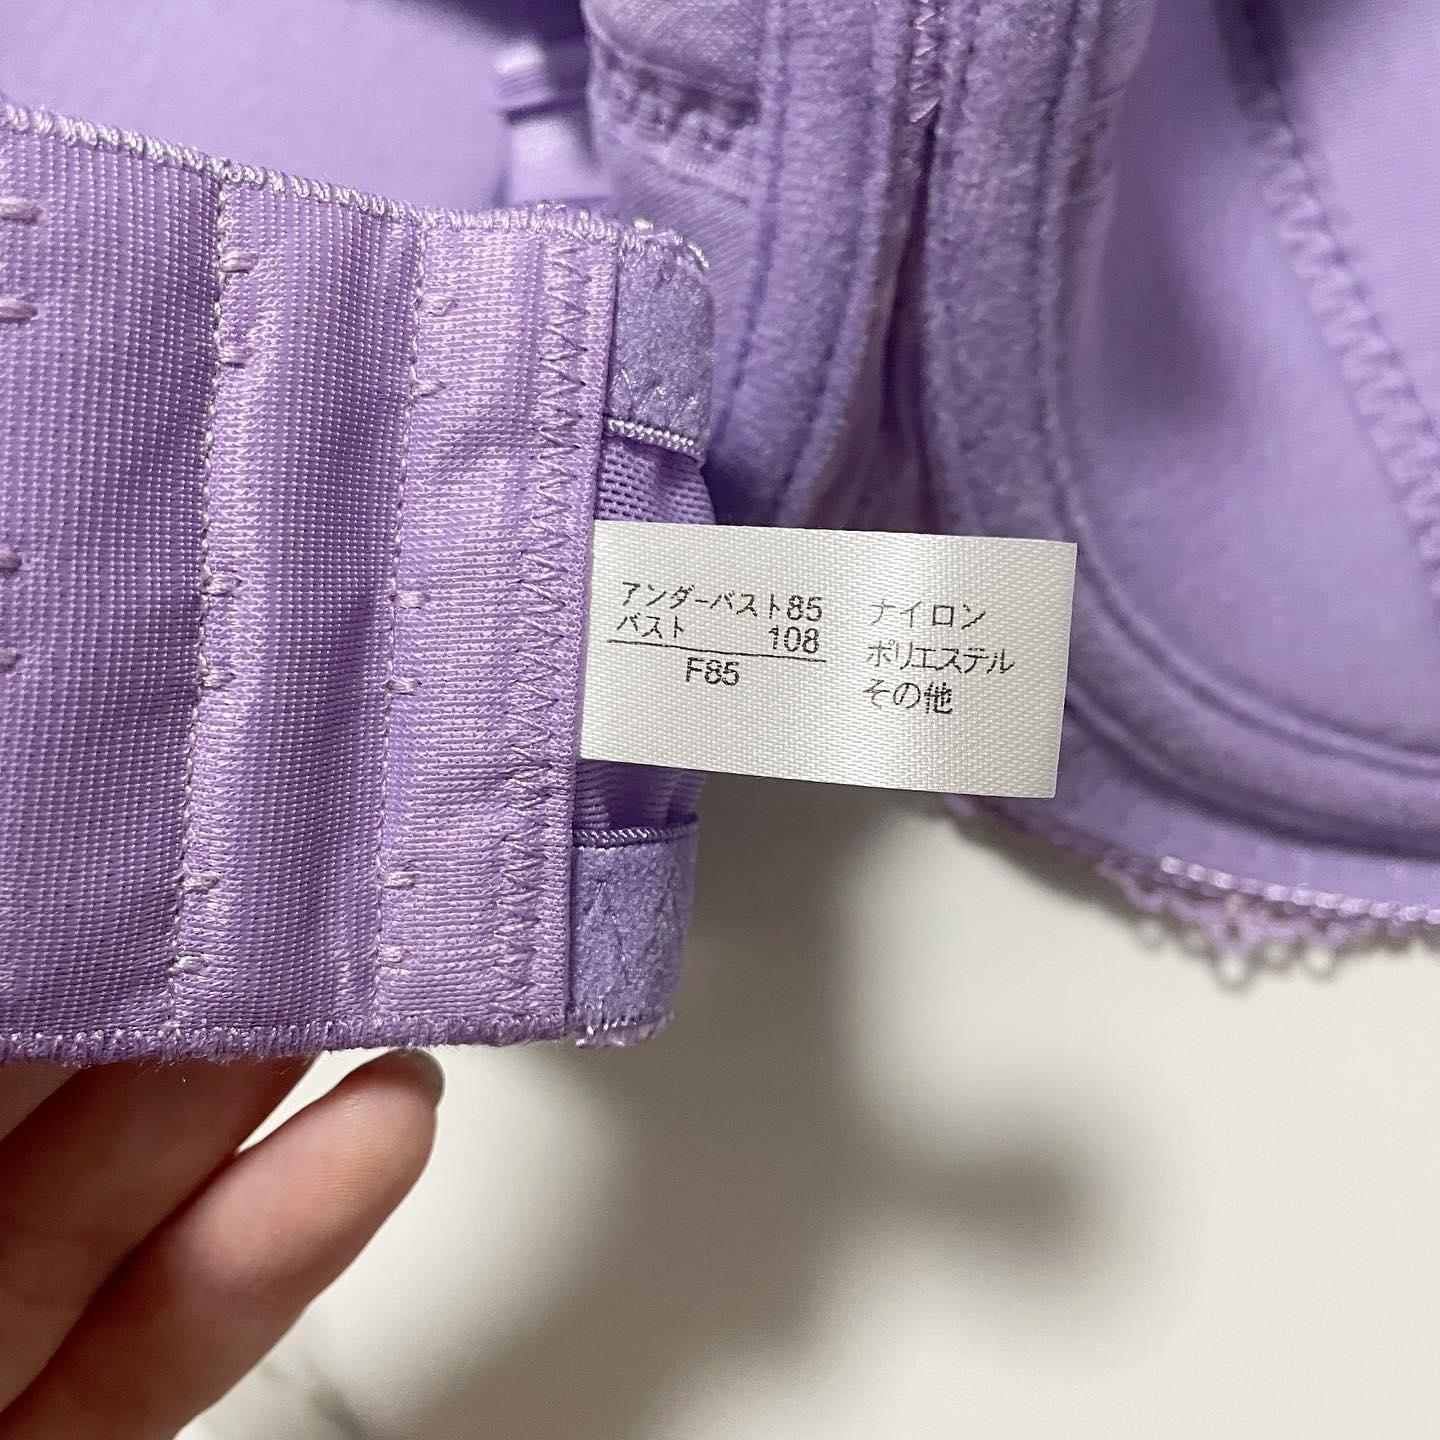 アンダーバスト85
バスト 108
F85
ナイロン
ポリエステル
その他